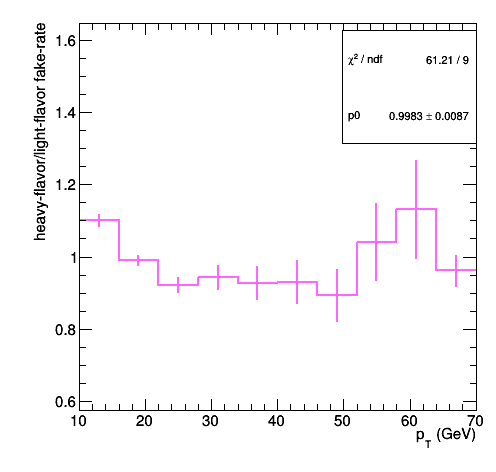 χ² / ndf 61.21 / 9
p0 0.9983 ± 0.0087
heavy-flavor/light-flavor fake-rate
1.6
1.4
1.2
1
0.8
0.6
10 20 30 40 50 60 70
p_T (GeV)